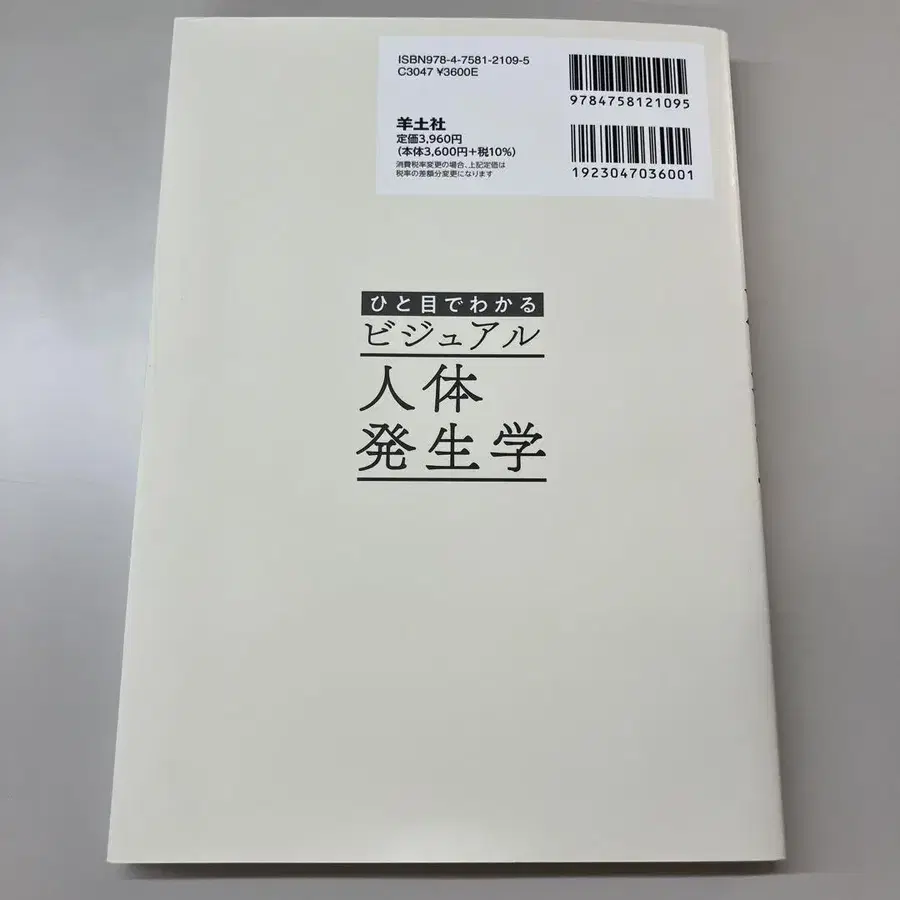 ISBN978-4-7581-2109-5
C3047 ¥3600E
9784758121095
羊土社
定価3,960円
(本体3,600円+税10%)
消費税率変更の場合、上記定価は
税率の差額分変更になります
1923047036001
ひと目でわかる
ビジュアル
人体
発生学